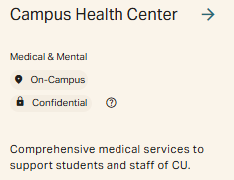 Campus Health Center
Medical & Mental
On-Campus
Confidential
Comprehensive medical services to
support students and staff of CU.